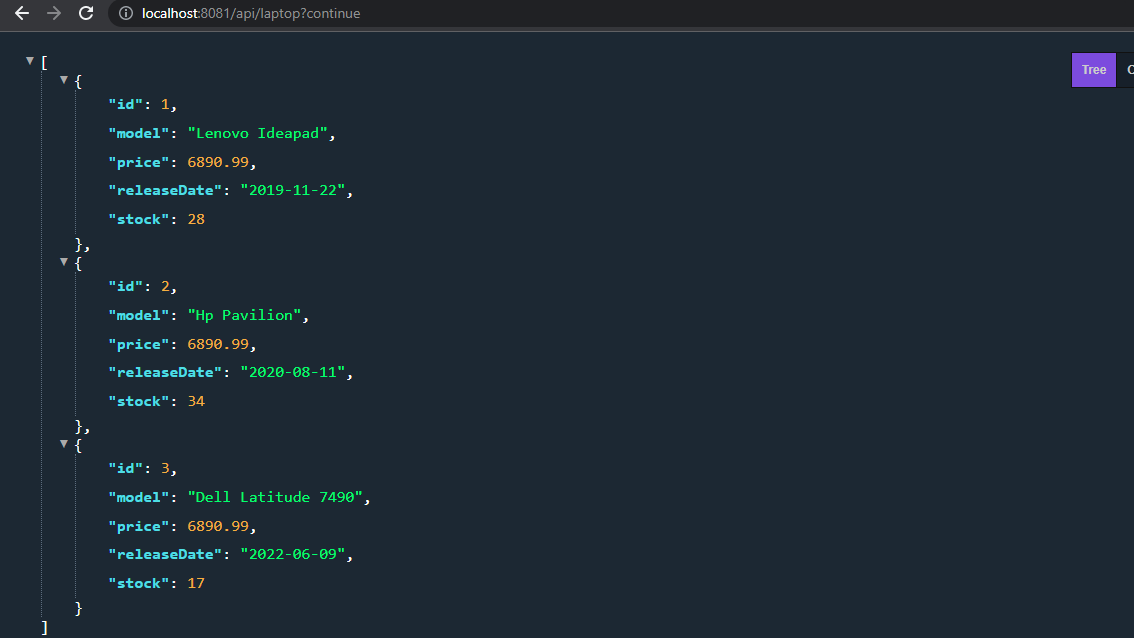 localhost:8081/api/laptop?continue
[
Tree
{
"id": 1,
"model": "Lenovo Ideapad",
"price": 6890.99,
"releaseDate": "2019-11-22",
"stock": 28
},
{
"id": 2,
"model": "Hp Pavilion",
"price": 6890.99,
"releaseDate": "2020-08-11",
"stock": 34
},
{
"id": 3,
"model": "Dell Latitude 7490",
"price": 6890.99,
"releaseDate": "2022-06-09",
"stock": 17
}
]